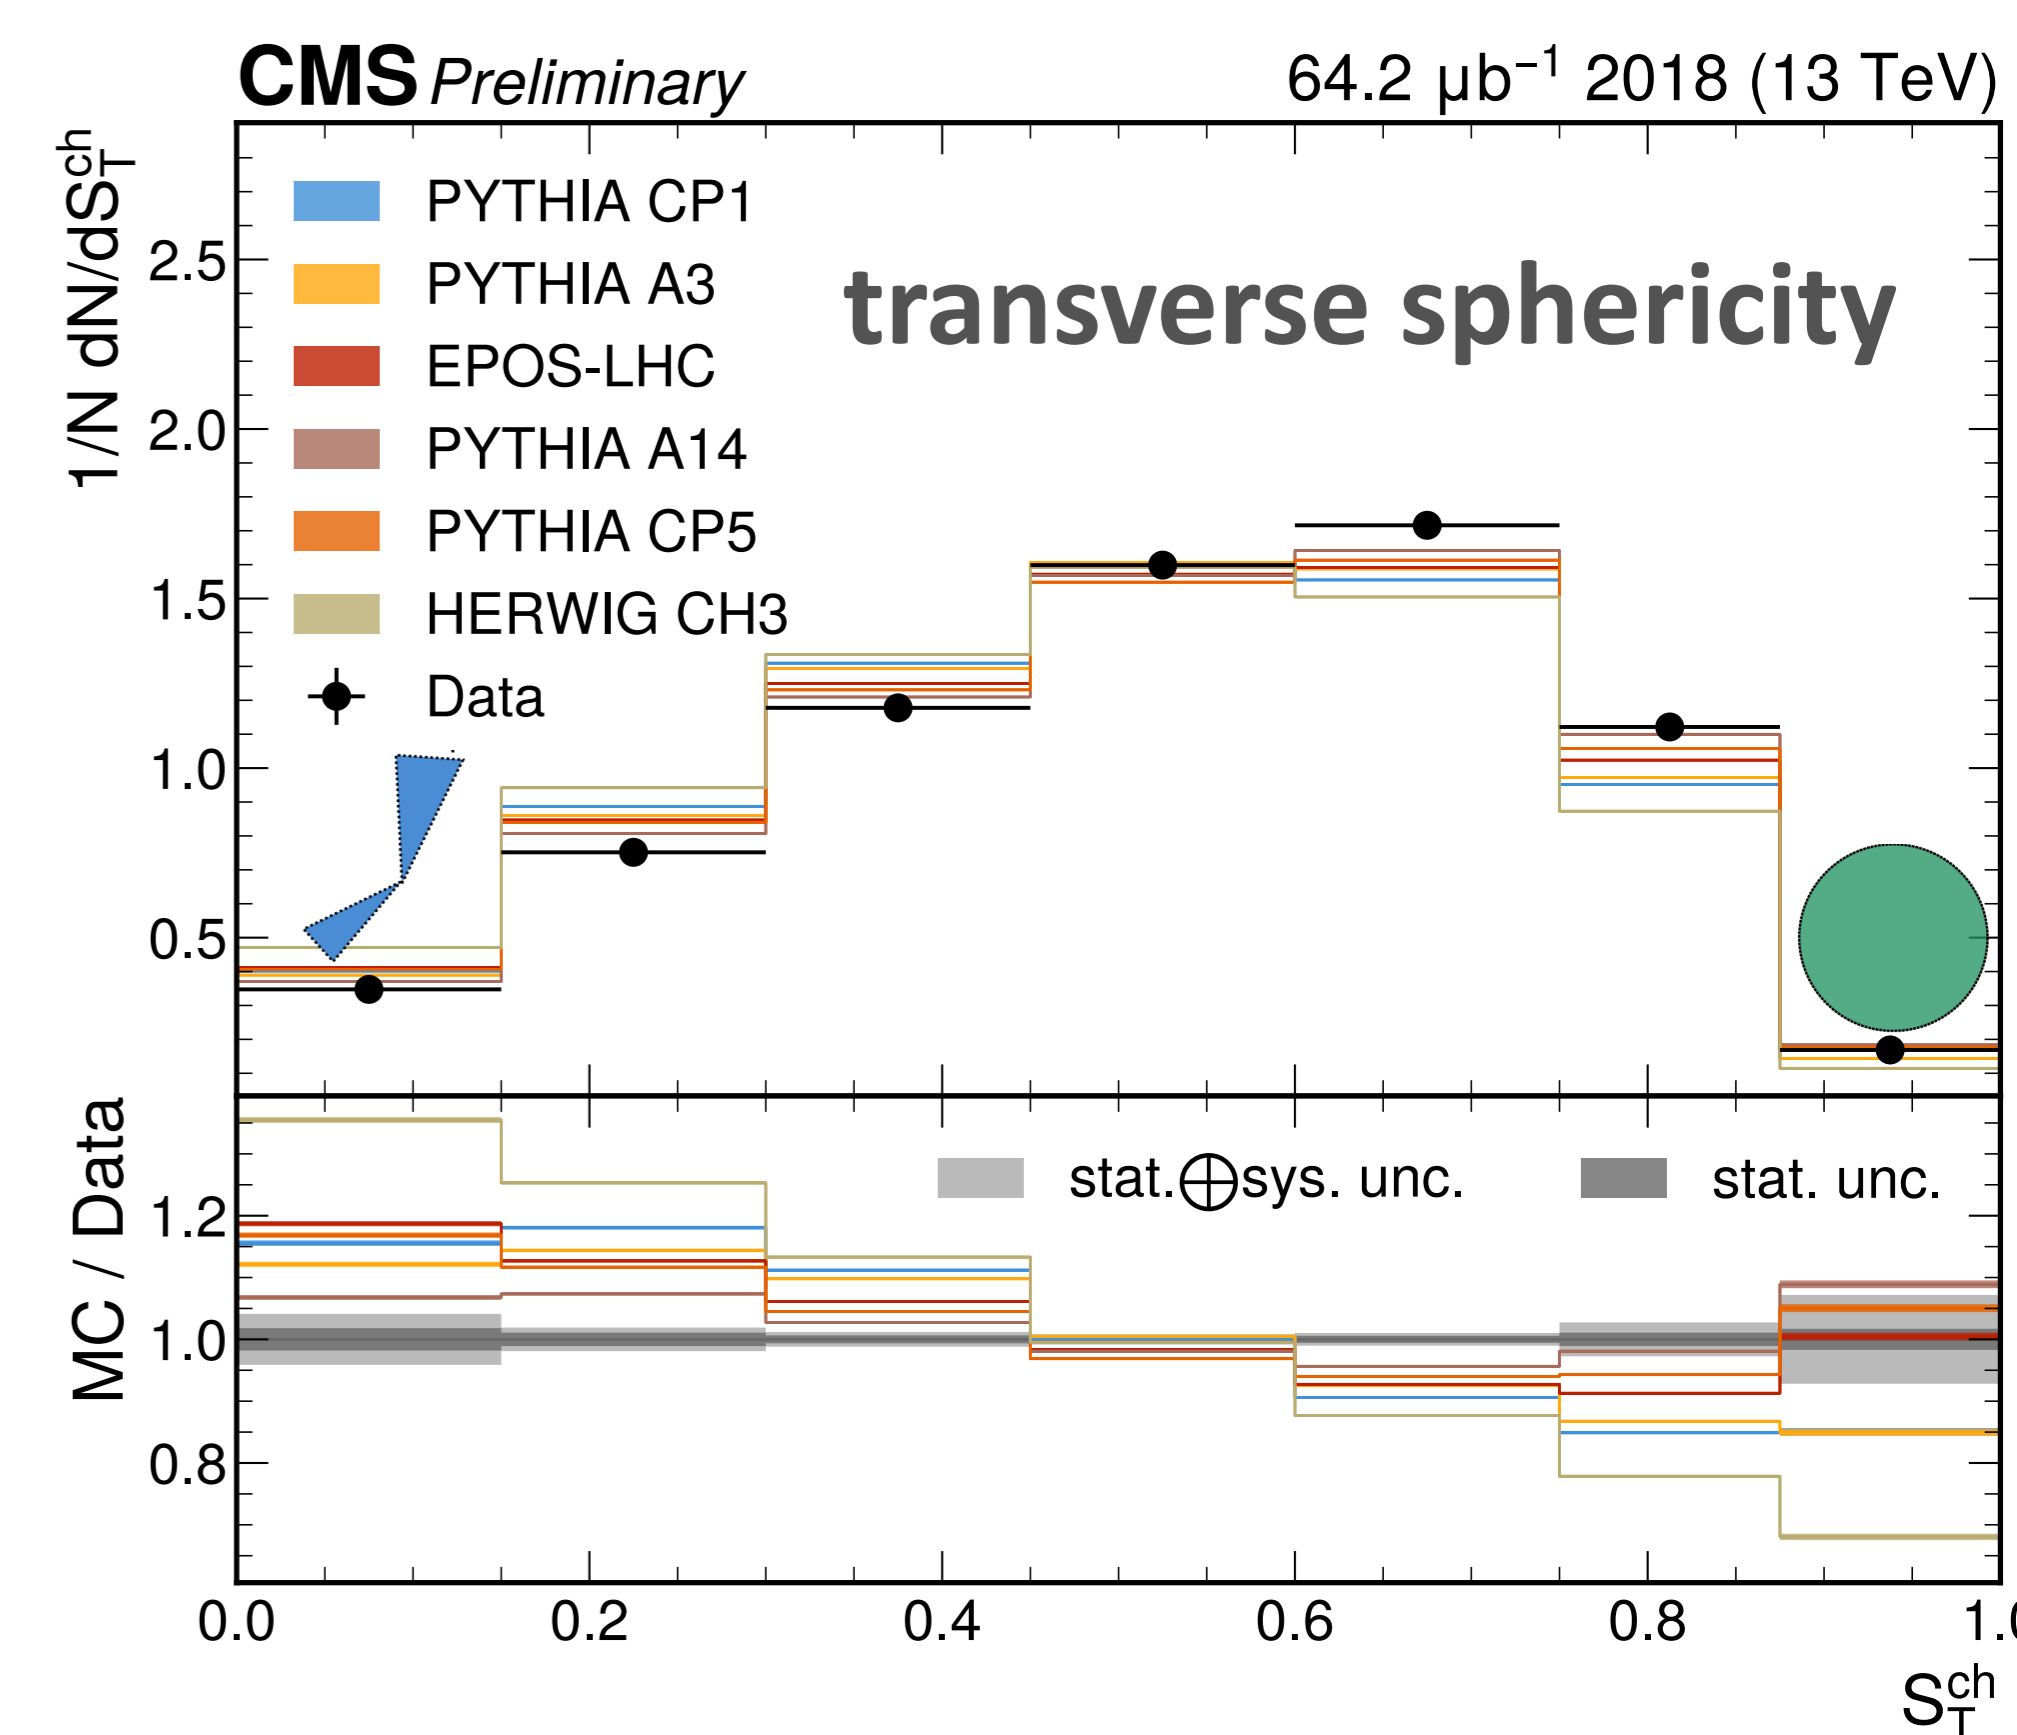 CMS Preliminary
64.2 μb⁻¹ 2018 (13 TeV)
1/N dN/dS_T^ch
2.5
2.0
1.5
1.0
0.5
PYTHIA CP1
PYTHIA A3
EPOS-LHC
PYTHIA A14
PYTHIA CP5
HERWIG CH3
Data
transverse sphericity
MC / Data
1.2
1.0
0.8
stat.⊕sys. unc.
stat. unc.
0.0 0.2 0.4 0.6 0.8 1.0
S_T^ch